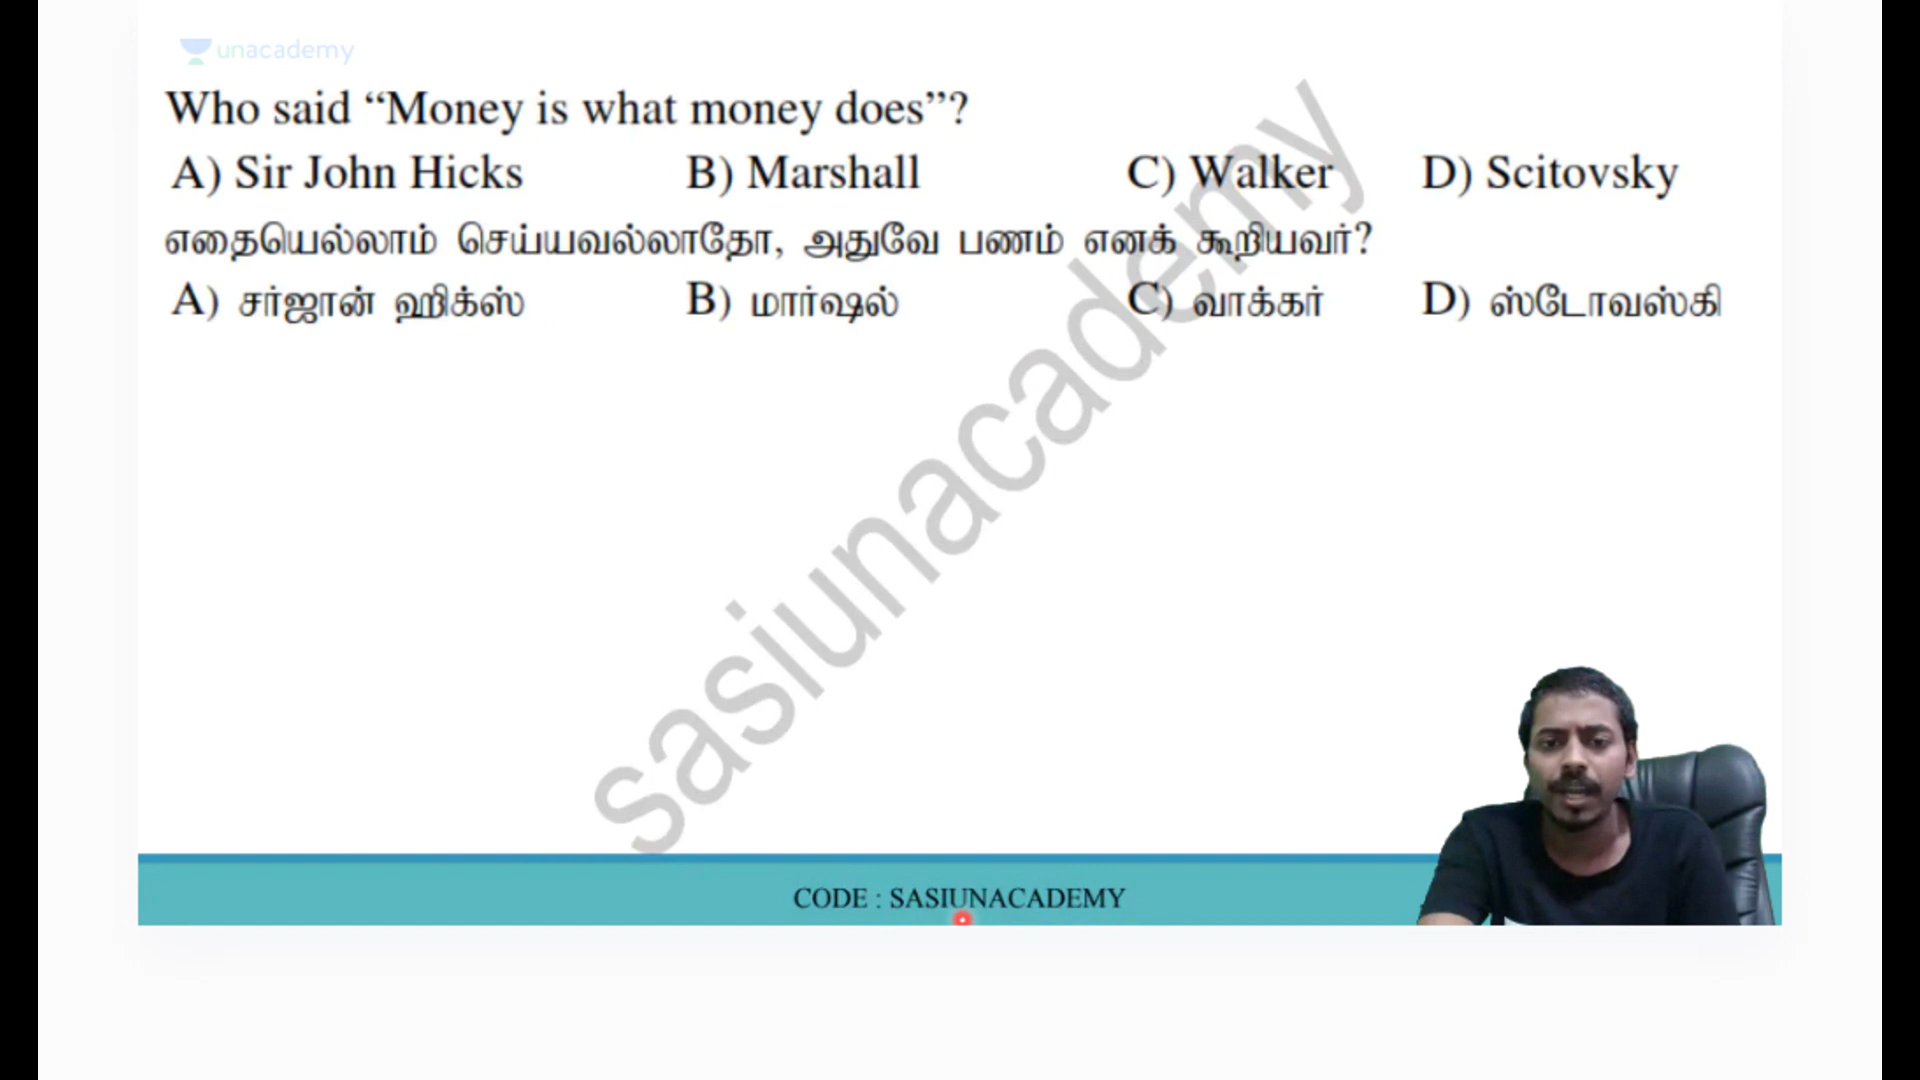 unacademy
Who said “Money is what money does”?
A) Sir John Hicks B) Marshall C) Walker D) Scitovsky
எதையெல்லாம் செய்யவல்லாதோ, அதுவே பணம் எனக் கூறியவர்?
A) சர்ஜான் ஹிக்ஸ் B) மார்ஷல் C) வாக்கர் D) ஸ்டோவஸ்கி
sasiunacademy
CODE : SASIUNACADEMY